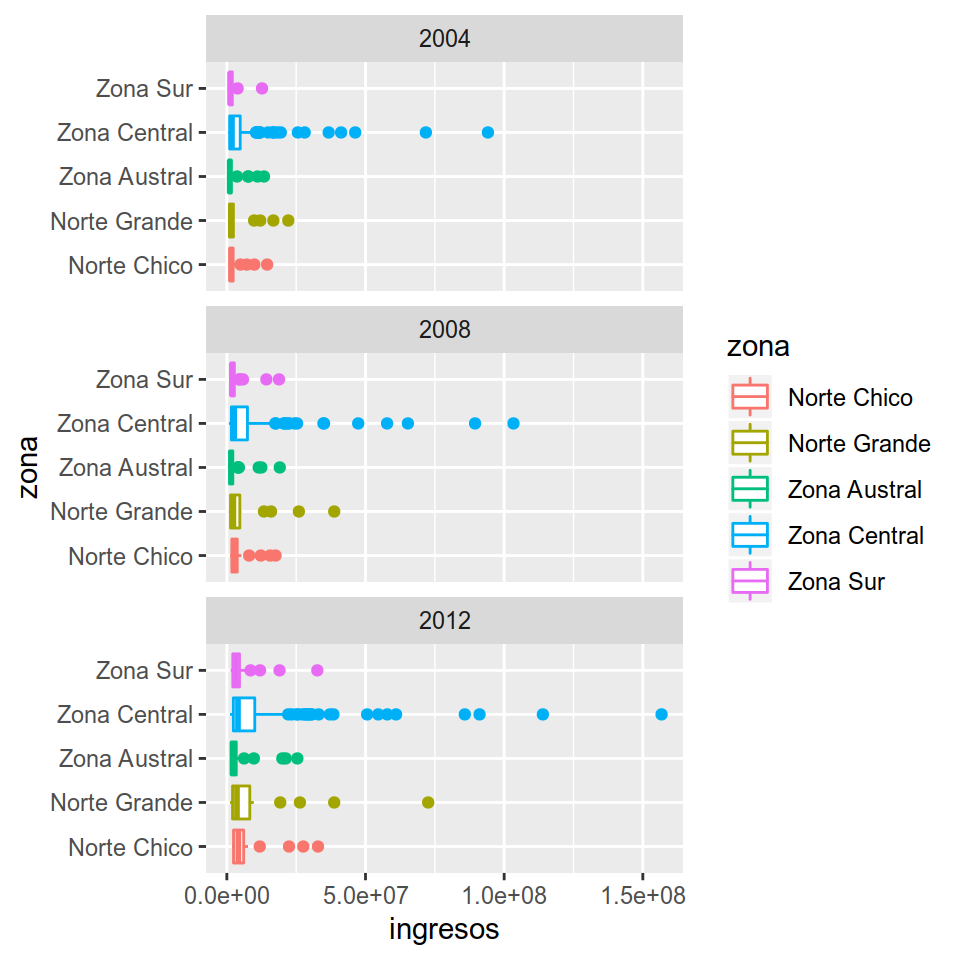 2004
Zona Sur
Zona Central
Zona Austral
Norte Grande
Norte Chico
2008
Zona Sur
Zona Central
Zona Austral
Norte Grande
Norte Chico
2012
Zona Sur
Zona Central
Zona Austral
Norte Grande
Norte Chico
0.0e+00 5.0e+07 1.0e+08 1.5e+08
ingresos
zona
zona
Norte Chico
Norte Grande
Zona Austral
Zona Central
Zona Sur